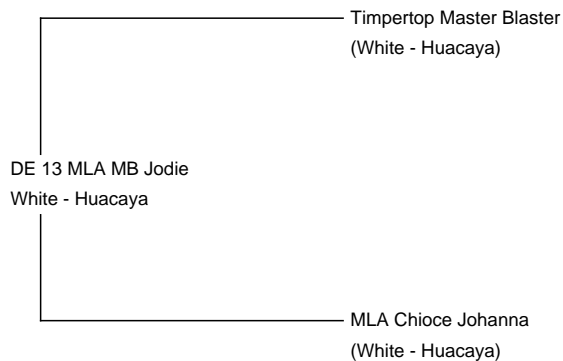 Timpertop Master Blaster
(White - Huacaya)
DE 13 MLA MB Jodie
White - Huacaya
MLA Chioce Johanna
(White - Huacaya)